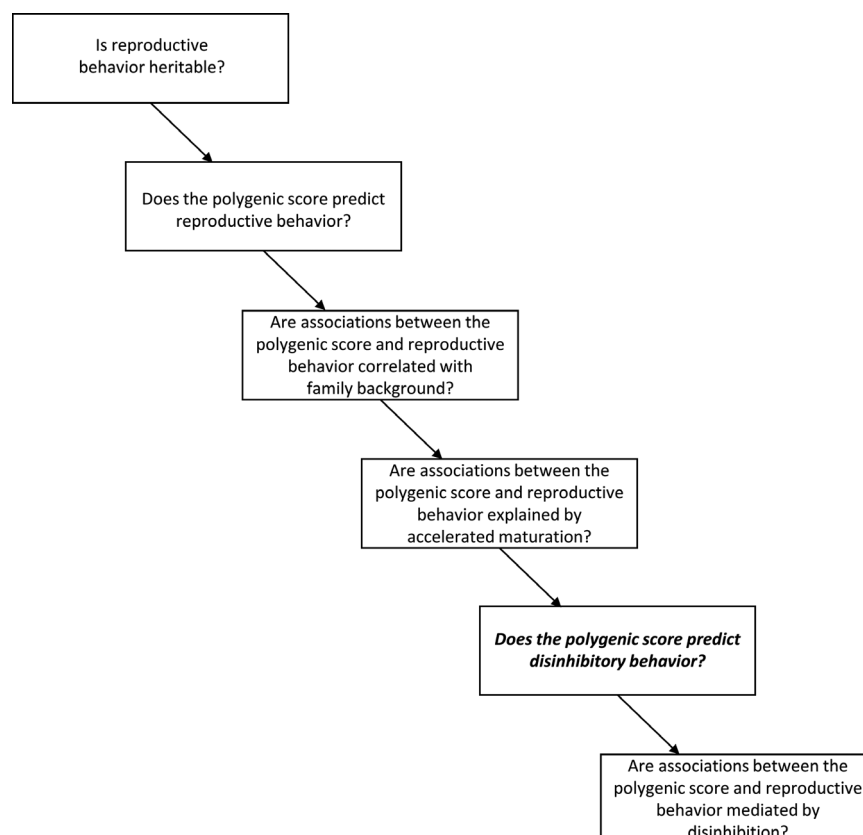 Is reproductive
behavior heritable?
Does the polygenic score predict
reproductive behavior?
Are associations between the
polygenic score and reproductive
behavior correlated with
family background?
Are associations between the
polygenic score and reproductive
behavior explained by
accelerated maturation?
Does the polygenic score predict
disinhibitory behavior?
Are associations between the
polygenic score and reproductive
behavior mediated by
disinhibition?